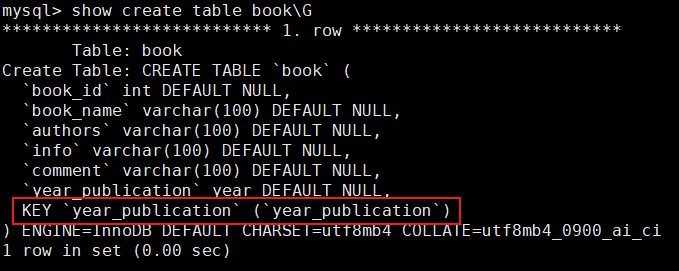 mysql> show create table book\G
*************************** 1. row ***************************
Table: book
Create Table: CREATE TABLE `book` (
`book_id` int DEFAULT NULL,
`book_name` varchar(100) DEFAULT NULL,
`authors` varchar(100) DEFAULT NULL,
`info` varchar(100) DEFAULT NULL,
`comment` varchar(100) DEFAULT NULL,
`year_publication` year DEFAULT NULL,
KEY `year_publication` (`year_publication`)
) ENGINE=InnoDB DEFAULT CHARSET=utf8mb4 COLLATE=utf8mb4_0900_ai_ci
1 row in set (0.00 sec)